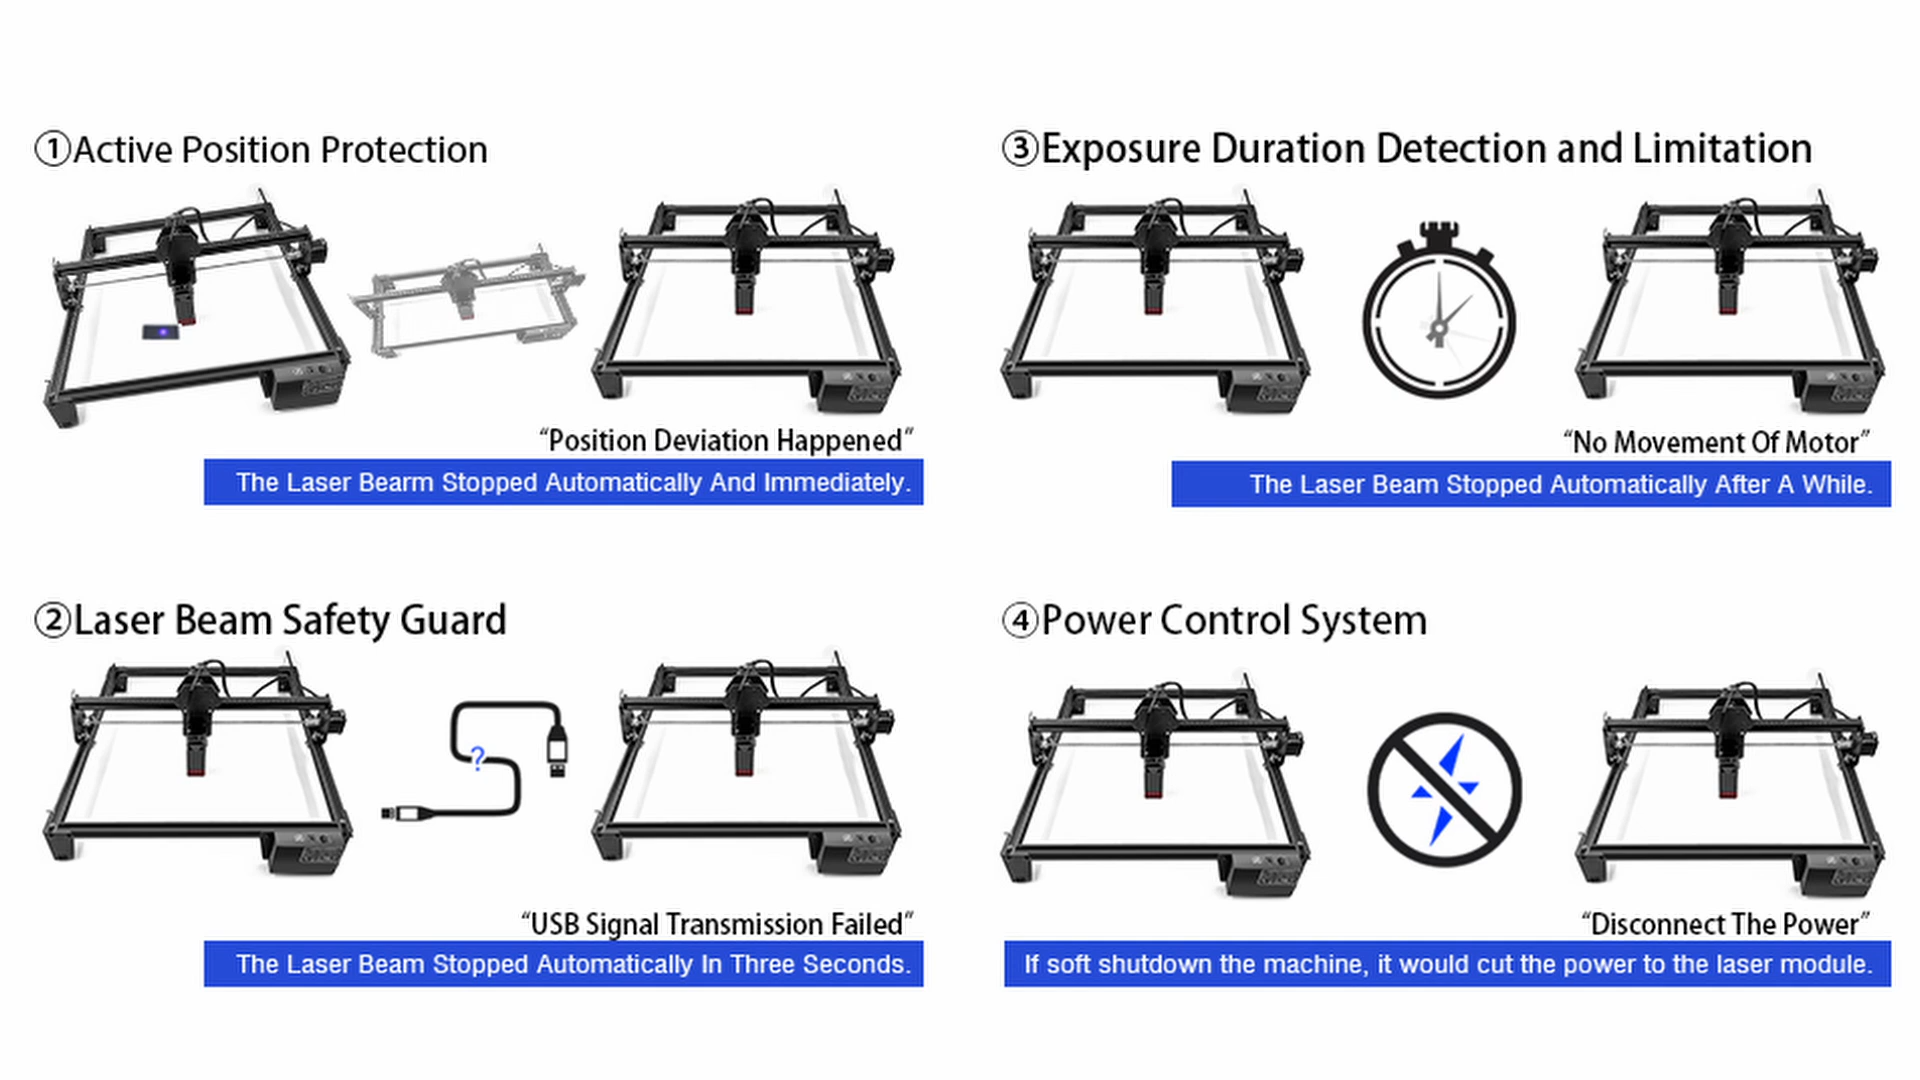 ①Active Position Protection
“Position Deviation Happened”
The Laser Bearm Stopped Automatically And Immediately.
②Laser Beam Safety Guard
?
“USB Signal Transmission Failed”
The Laser Beam Stopped Automatically In Three Seconds.
③Exposure Duration Detection and Limitation
“No Movement Of Motor”
The Laser Beam Stopped Automatically After A While.
④Power Control System
“Disconnect The Power”
If soft shutdown the machine, it would cut the power to the laser module.